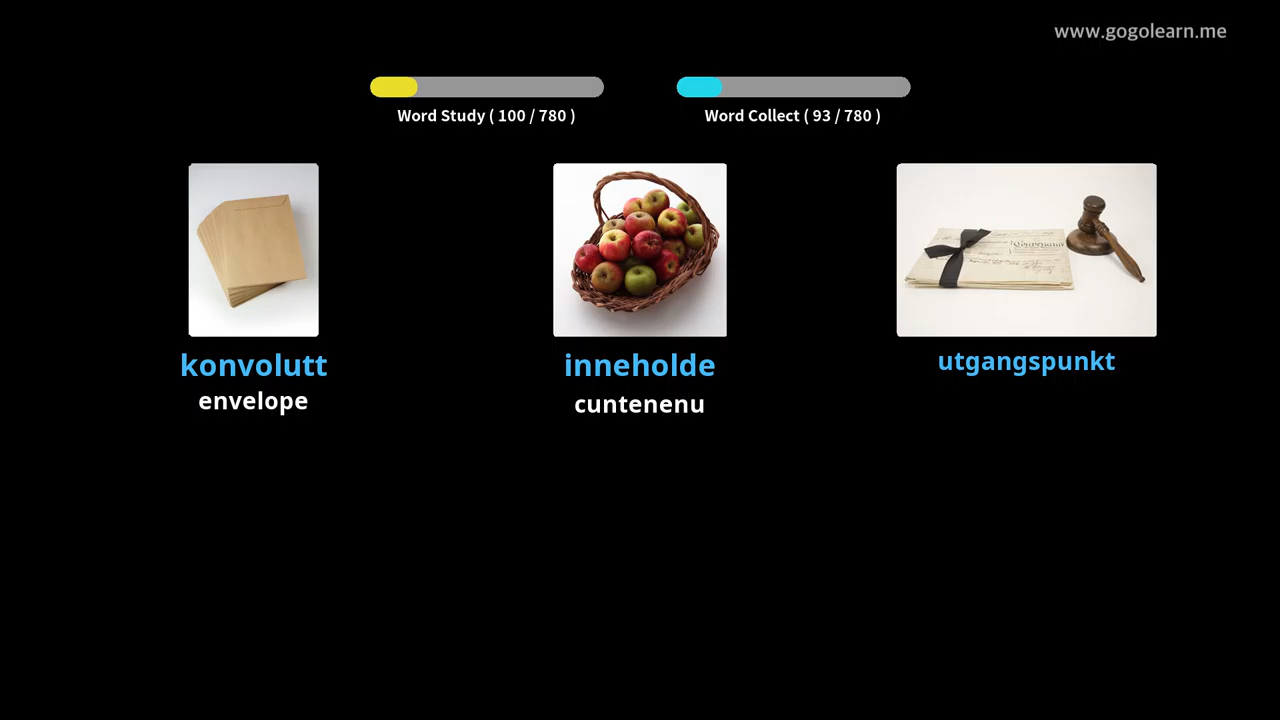 www.gogolearn.me
Word Study ( 100 / 780 )
Word Collect ( 93 / 780 )
konvolutt
envelope
inneholde
cuntenenu
utgangspunkt